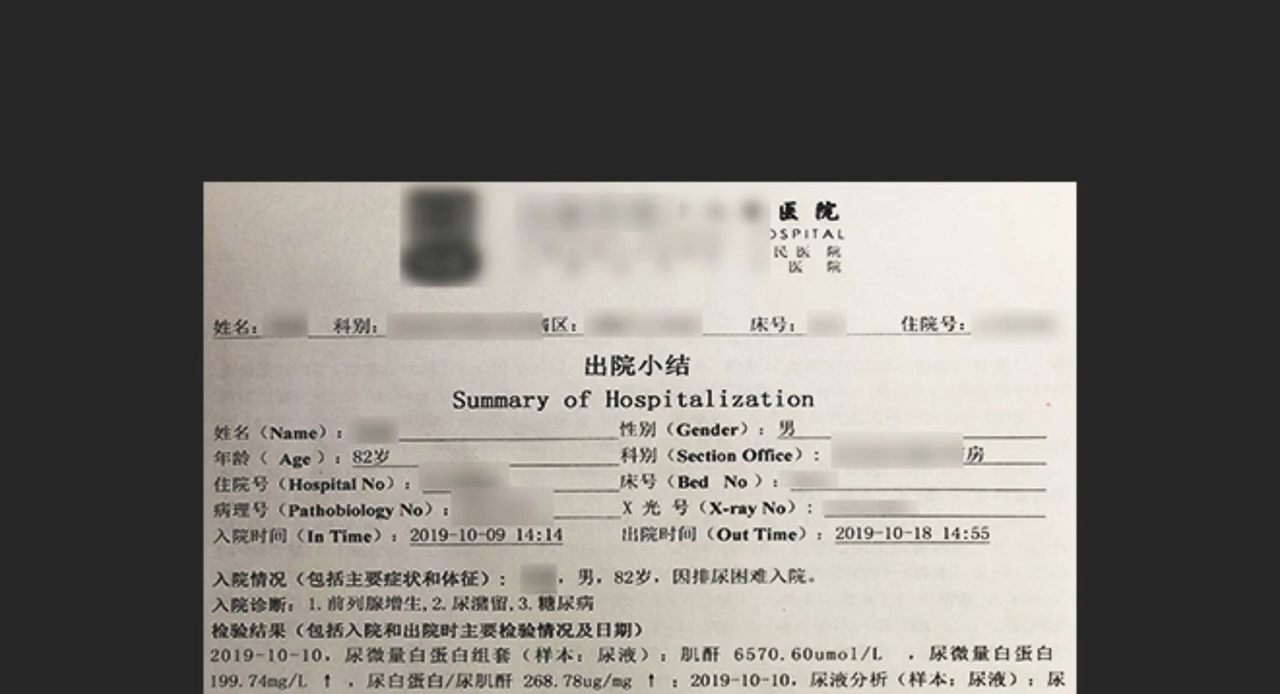 医院
OSPITAL
民医院
医院
姓名： 科别： 区： 床号： 住院号：
出院小结
Summary of Hospitalization
姓名（Name）： 性别（Gender）：男
年龄（ Age ）：82岁 科别（Section Office）： 房
住院号（Hospital No）： 床号（Bed No ）：
病理号（Pathobiology No）： X 光 号（X-ray No）：
入院时间（In Time）：2019-10-09 14:14 出院时间（Out Time）：2019-10-18 14:55
入院情况（包括主要症状和体征）： ，男，82岁，因排尿困难入院。
入院诊断：1.前列腺增生,2.尿潴留,3.糖尿病
检验结果（包括入院和出院时主要检验情况及日期）
2019-10-10，尿微量白蛋白组套（样本：尿液）：肌酐 6570.60umol/L ，尿微量白蛋白
199.74mg/L ↑ ，尿白蛋白/尿肌酐 268.78ug/mg ↑ ；2019-10-10，尿液分析（样本：尿液）：尿